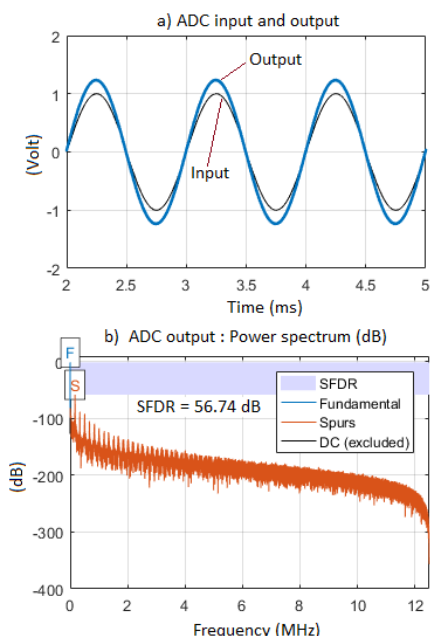 a) ADC input and output
2
1
0
-1
-2
(Volt)
Output
Input
2
2.5
3
3.5
4
4.5
5
Time (ms)
b) ADC output : Power spectrum (dB)
F
S
0
-100
-200
-300
-400
(dB)
SFDR = 56.74 dB
SFDR
Fundamental
Spurs
DC (excluded)
0
2
4
6
8
10
12
Frequency (MHz)